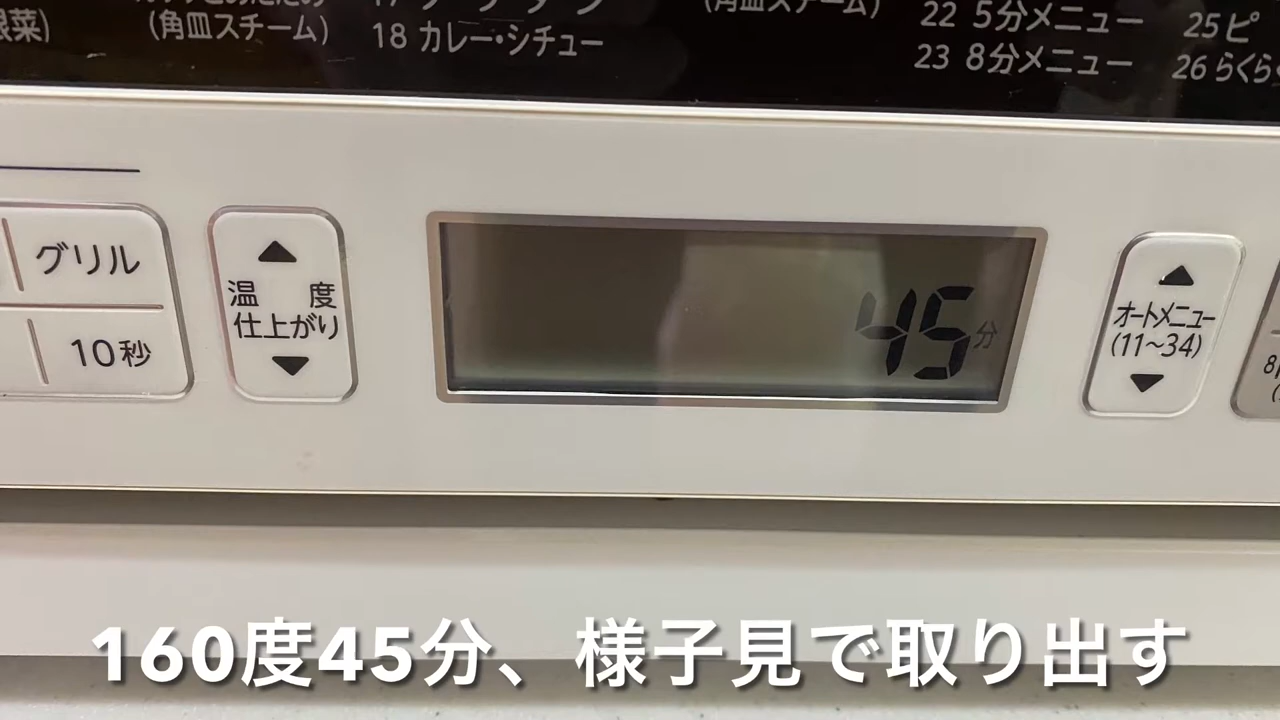 (角皿スチーム)
18 カレー・シチュー
22 5分メニュー
23 8分メニュー
グリル
10秒
温度
仕上がり
45分
オートメニュー
(11~34)
160度45分、様子見で取り出す